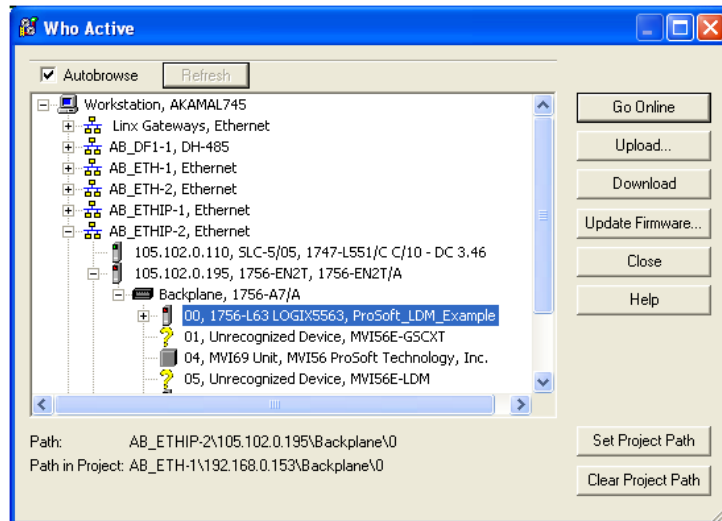 Who Active
Autobrowse
Refresh
Workstation, AKAMAL745
Linx Gateways, Ethernet
AB_DF1-1, DH-485
AB_ETH-1, Ethernet
AB_ETH-2, Ethernet
AB_ETHIP-1, Ethernet
AB_ETHIP-2, Ethernet
105.102.0.110, SLC-5/05, 1747-L551/C C/10 - DC 3.46
105.102.0.195, 1756-EN2T, 1756-EN2T/A
Backplane, 1756-A7/A
00, 1756-L63 LOGIX5563, ProSoft_LDM_Example
01, Unrecognized Device, MVI56E-GSCXT
04, MVI69 Unit, MVI56 ProSoft Technology, Inc.
05, Unrecognized Device, MVI56E-LDM
Go Online
Upload...
Download
Update Firmware...
Close
Help
Path: AB_ETHIP-2\105.102.0.195\Backplane\0
Path in Project: AB_ETH-1\192.168.0.153\Backplane\0
Set Project Path
Clear Project Path